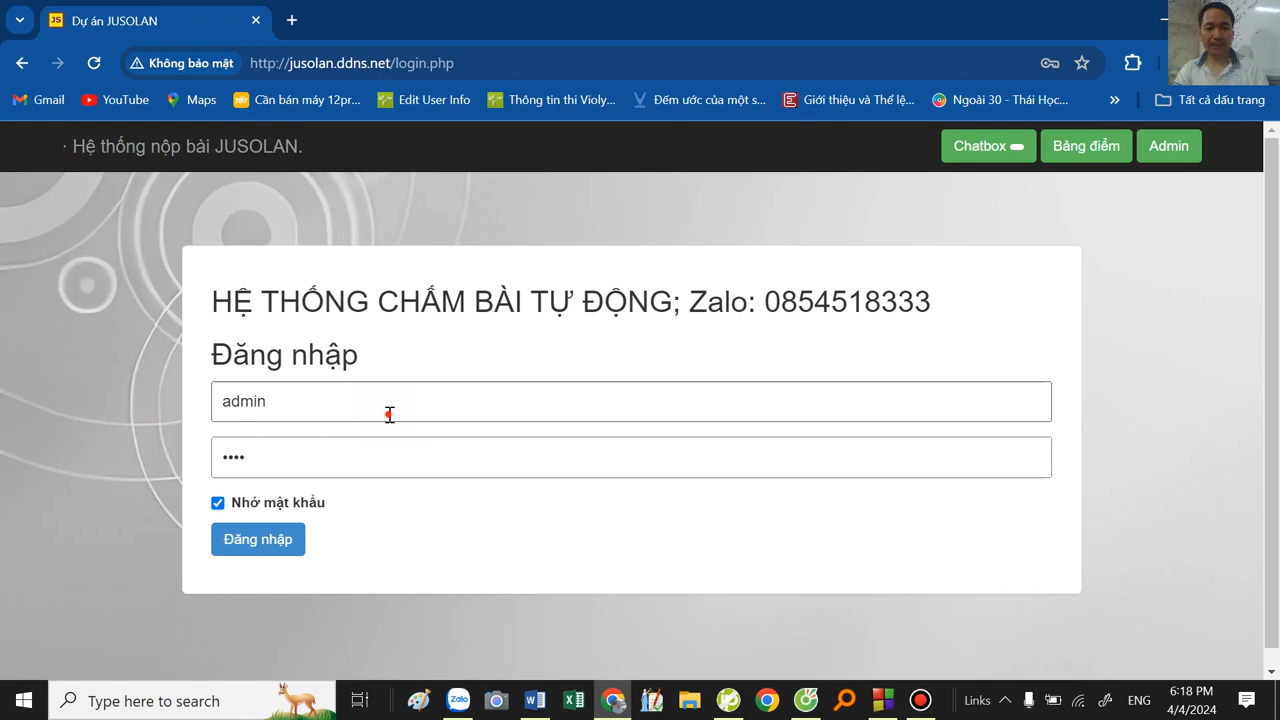 JS Dự án JUSOLAN
Không bảo mật http://jusolan.ddns.net/login.php
Gmail YouTube Maps Cần bán máy 12pr... Edit User Info Thông tin thi Violy... Đếm ước của một s... Giới thiệu và Thể lệ... Ngoài 30 - Thái Học... » Tất cả dấu trang
· Hệ thống nộp bài JUSOLAN. Chatbox Bảng điểm Admin
HỆ THỐNG CHẤM BÀI TỰ ĐỘNG; Zalo: 0854518333
Đăng nhập
admin
••••
Nhớ mật khẩu
Đăng nhập
Type here to search Zalo Links ENG 6:18 PM
4/4/2024